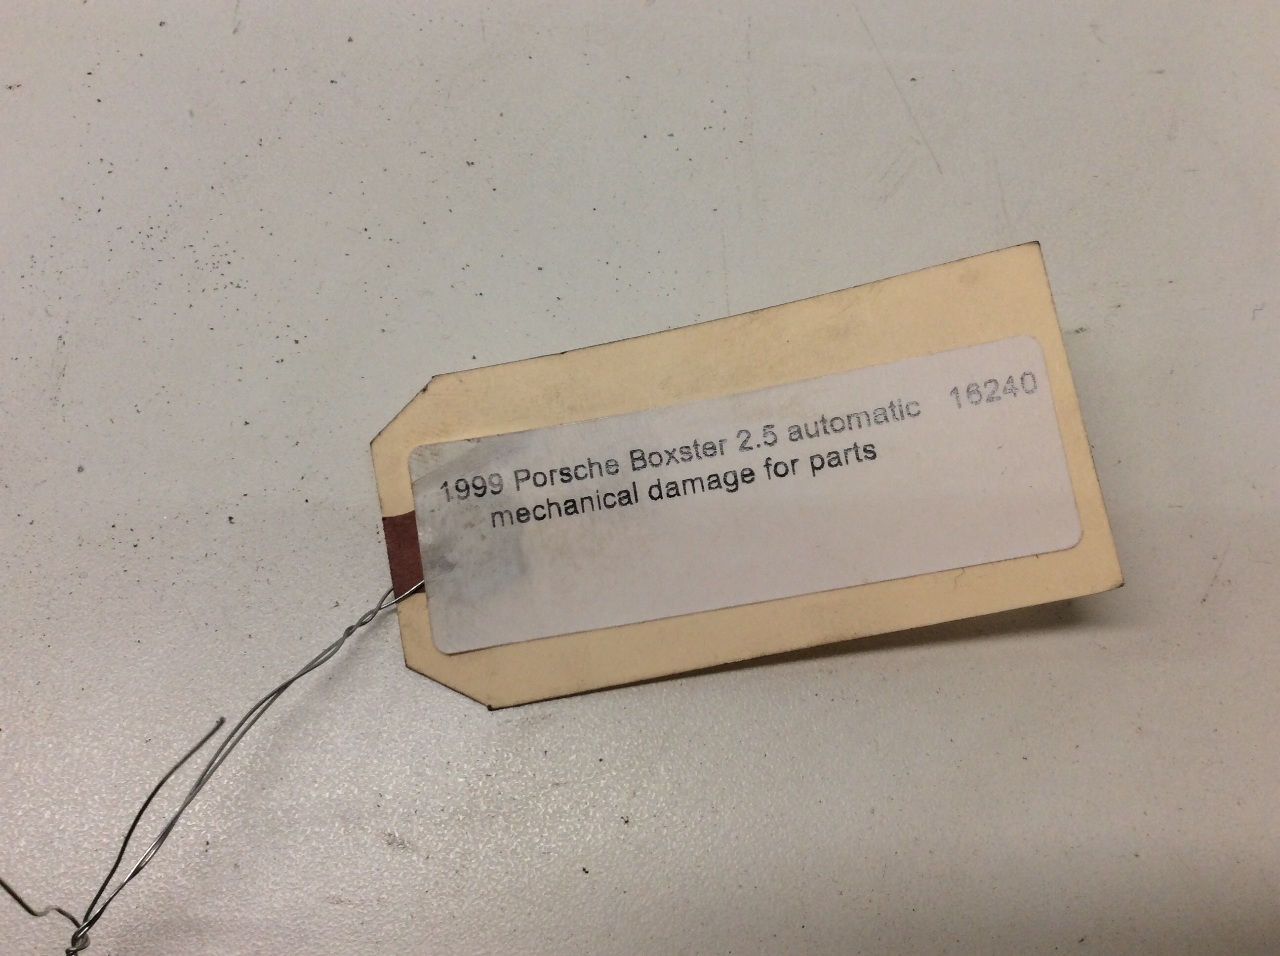 1999 Porsche Boxster 2.5 automatic 16240
mechanical damage for parts